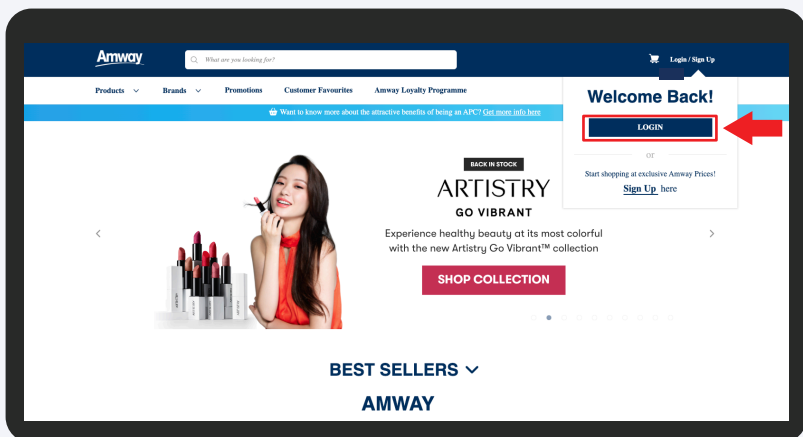 Amway
What are you looking for?
Login / Sign Up
Products
Brands
Promotions
Customer Favourites
Amway Loyalty Programme
Want to know more about the attractive benefits of being an APC? Get more info here
Welcome Back!
LOGIN
or
Start shopping at exclusive Amway Prices!
Sign Up here
BACK IN STOCK
ARTISTRY
GO VIBRANT
Experience healthy beauty at its most colorful
with the new Artistry Go Vibrant™ collection
SHOP COLLECTION
BEST SELLERS
AMWAY